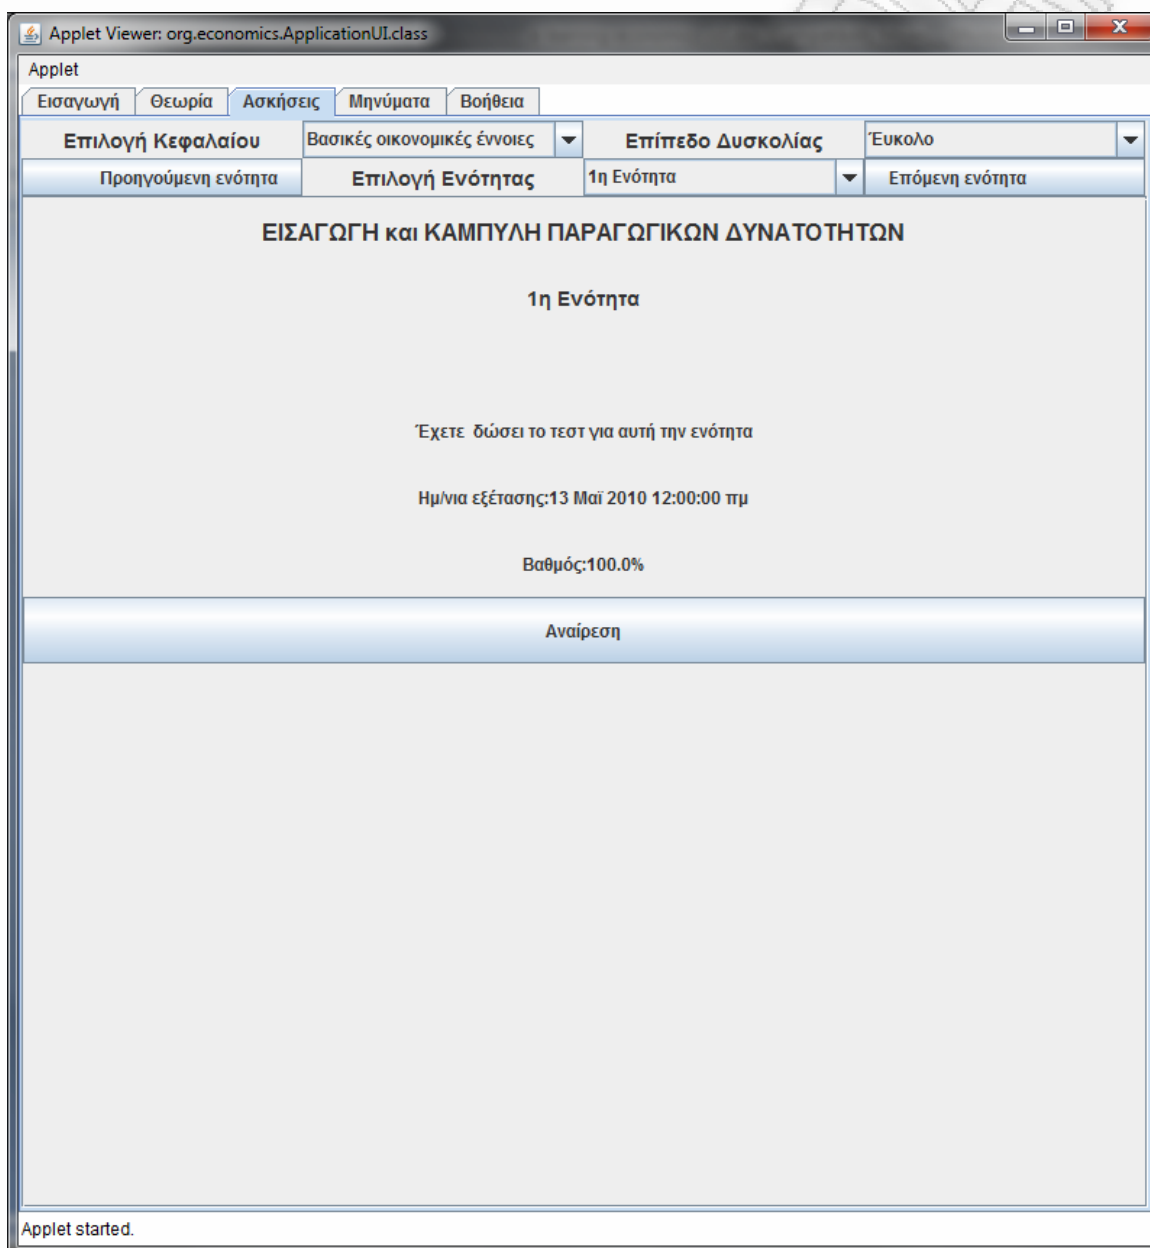 Applet Viewer: org.economics.ApplicationUI.class
Applet
Εισαγωγή Θεωρία Ασκήσεις Μηνύματα Βοήθεια
Επιλογή Κεφαλαίου Βασικές οικονομικές έννοιες Επίπεδο Δυσκολίας Έυκολο
Προηγούμενη ενότητα Επιλογή Ενότητας 1η Ενότητα Επόμενη ενότητα
ΕΙΣΑΓΩΓΗ και ΚΑΜΠΥΛΗ ΠΑΡΑΓΩΓΙΚΩΝ ΔΥΝΑΤΟΤΗΤΩΝ
1η Ενότητα
Έχετε δώσει το τεστ για αυτή την ενότητα
Ημ/νια εξέτασης:13 Μαϊ 2010 12:00:00 πμ
Βαθμός:100.0%
Αναίρεση
Applet started.